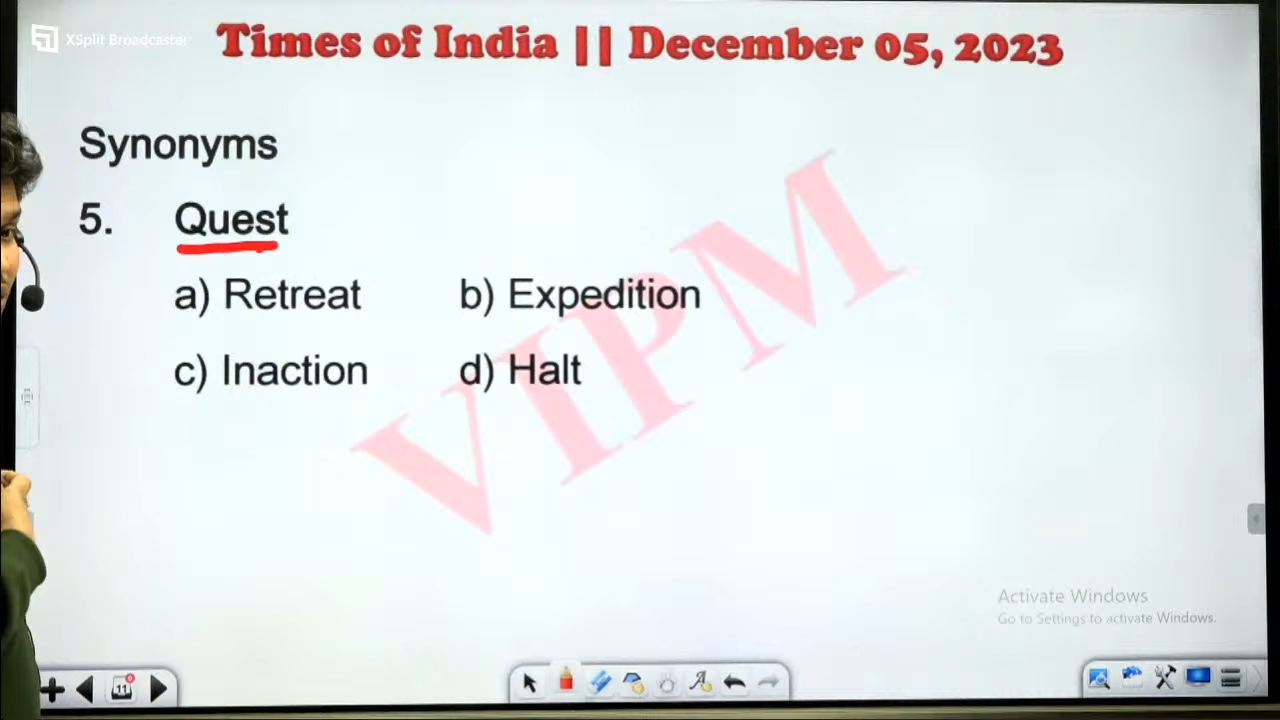 XSplit Broadcaster
Times of India || December 05, 2023
Synonyms
5. Quest
a) Retreat b) Expedition
c) Inaction d) Halt
VIPM
Activate Windows
Go to Settings to activate Windows.
11